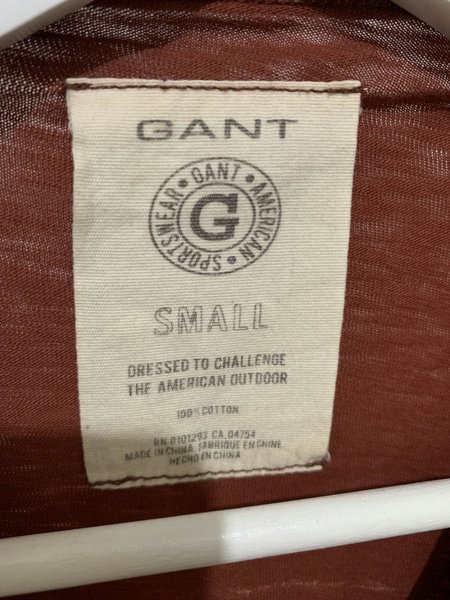 GANT
• GANT • AMERICAN • SPORTSWEAR
G
SMALL
DRESSED TO CHALLENGE
THE AMERICAN OUTDOOR
100% COTTON
RN.0101293 CA.04754
MADE IN CHINA. FABRIQUE EN CHINE
HECHO EN CHINA